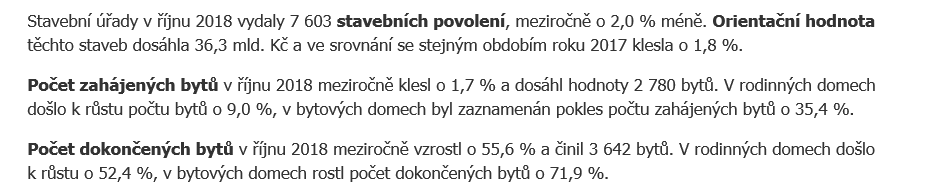 Stavební úřady v říjnu 2018 vydaly 7 603 stavebních povolení, meziročně o 2,0 % méně. Orientační hodnota
těchto staveb dosáhla 36,3 mld. Kč a ve srovnání se stejným obdobím roku 2017 klesla o 1,8 %.
Počet zahájených bytů v říjnu 2018 meziročně klesl o 1,7 % a dosáhl hodnoty 2 780 bytů. V rodinných domech
došlo k růstu počtu bytů o 9,0 %, v bytových domech byl zaznamenán pokles počtu zahájených bytů o 35,4 %.
Počet dokončených bytů v říjnu 2018 meziročně vzrostl o 55,6 % a činil 3 642 bytů. V rodinných domech došlo
k růstu o 52,4 %, v bytových domech rostl počet dokončených bytů o 71,9 %.